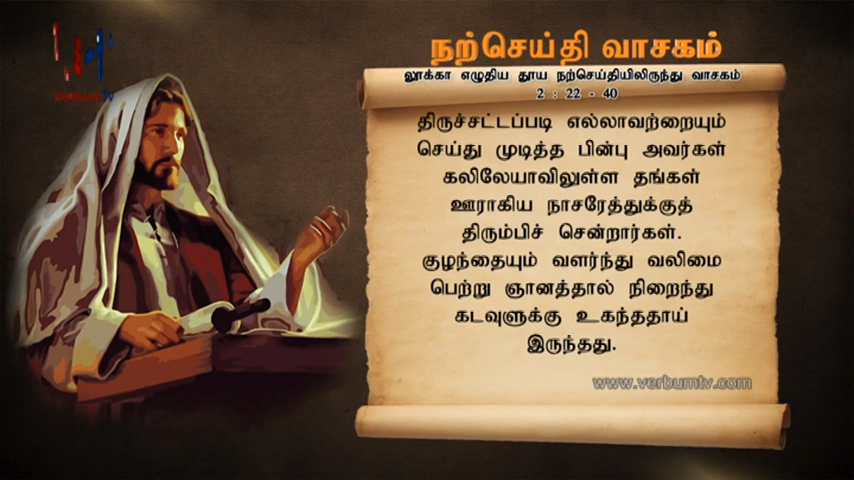 VerbumTv
நற்செய்தி வாசகம்
லூக்கா எழுதிய தூய நற்செய்தியிலிருந்து வாசகம்
2 : 22 - 40
திருச்சட்டப்படி எல்லாவற்றையும்
செய்து முடித்த பின்பு அவர்கள்
கலிலேயாவிலுள்ள தங்கள்
ஊராகிய நாசரேத்துக்குத்
திரும்பிச் சென்றார்கள்.
குழந்தையும் வளர்ந்து வலிமை
பெற்று ஞானத்தால் நிறைந்து
கடவுளுக்கு உகந்ததாய்
இருந்தது.
www.verbumtv.com